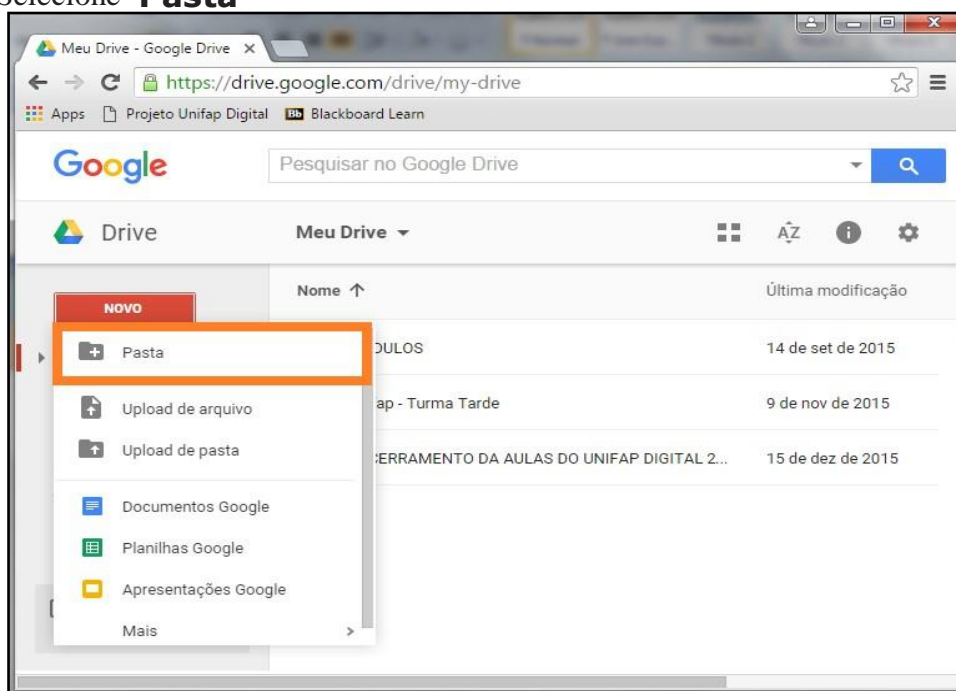 Selecione "Pasta"
Meu Drive - Google Drive
https://drive.google.com/drive/my-drive
Apps Projeto Unifap Digital Bb Blackboard Learn
Google Pesquisar no Google Drive
Drive Meu Drive AZ
NOVO Nome Última modificação
Pasta DULOS 14 de set de 2015
Upload de arquivo ap - Turma Tarde 9 de nov de 2015
Upload de pasta ERRAMENTO DA AULAS DO UNIFAP DIGITAL 2... 15 de dez de 2015
Documentos Google
Planilhas Google
Apresentações Google
Mais